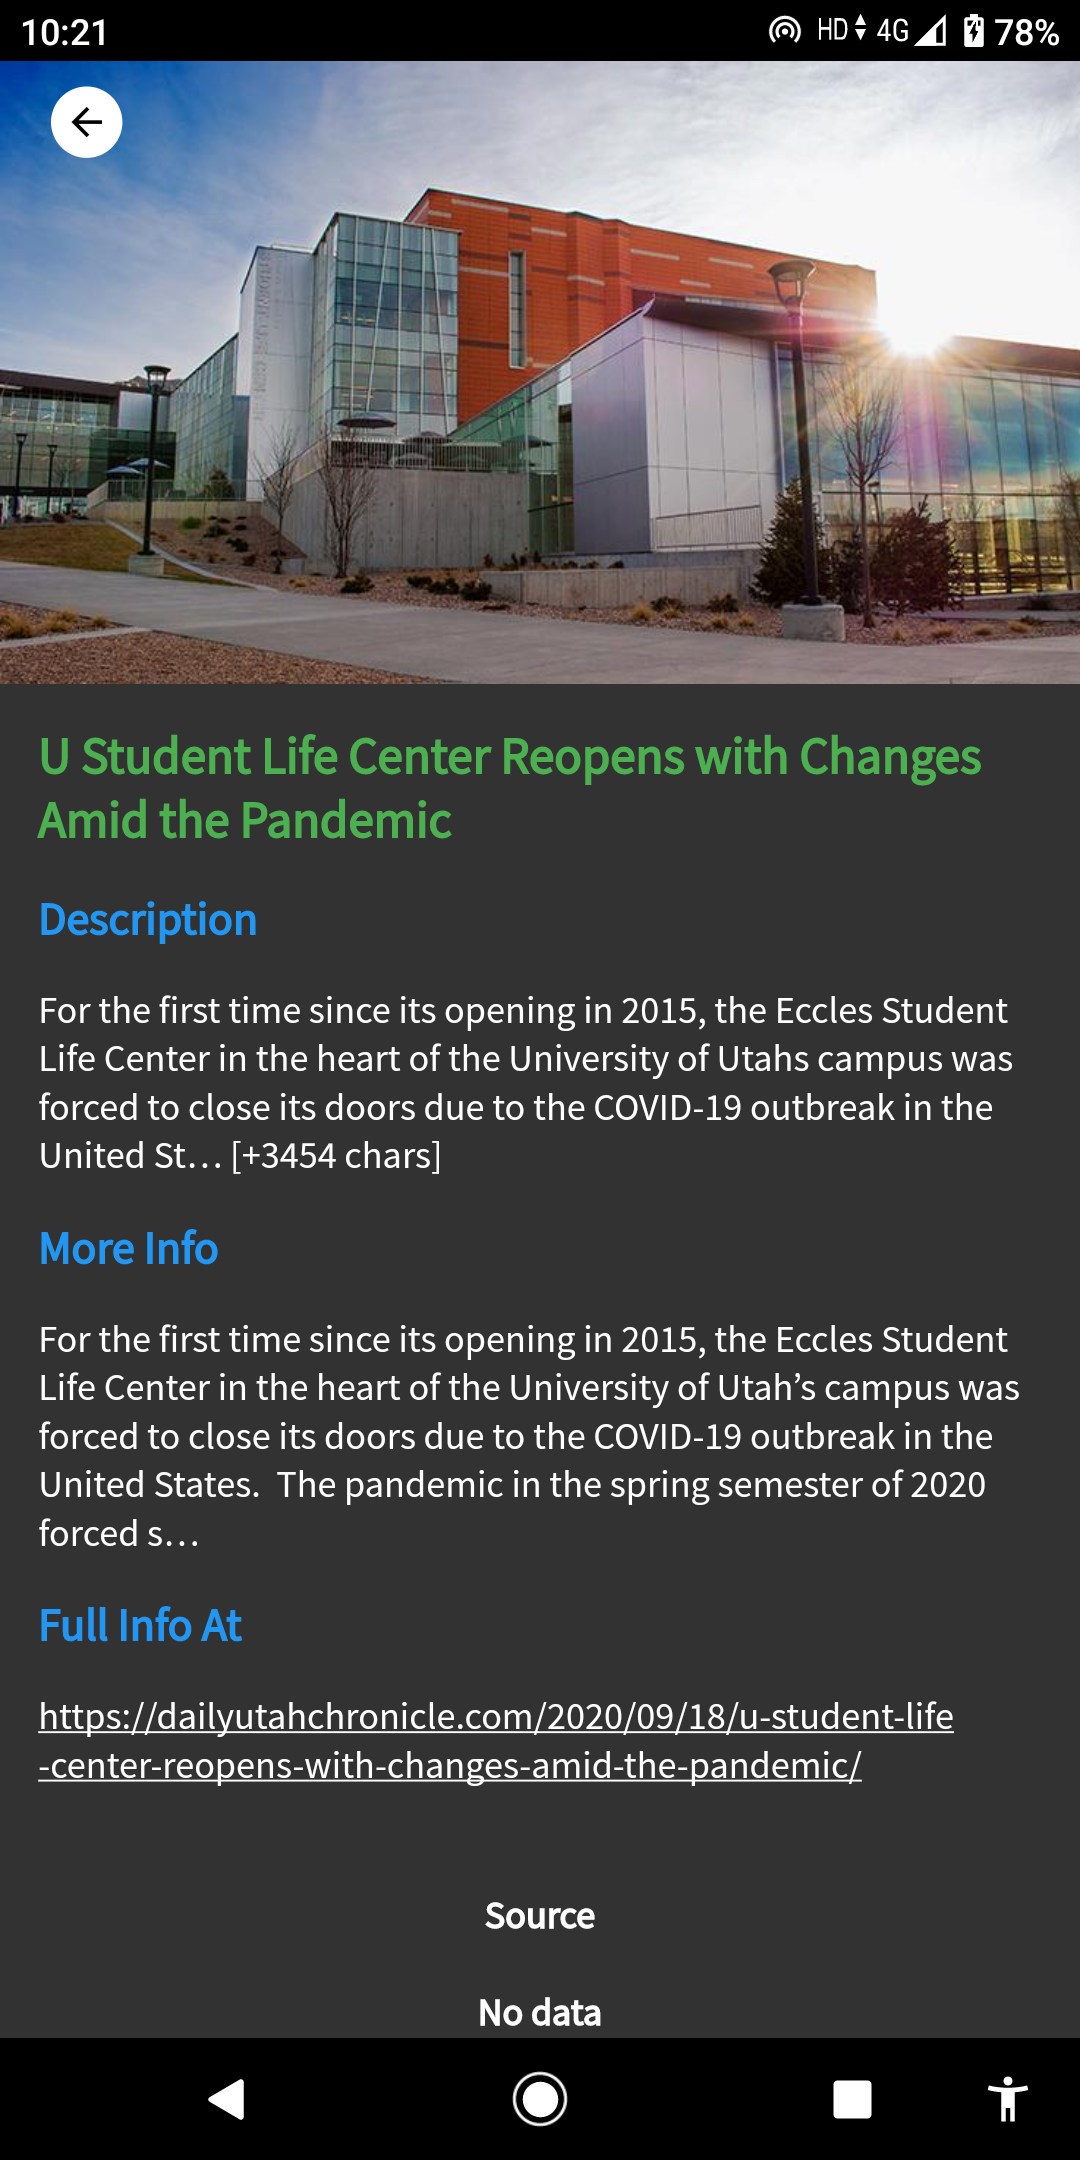 10:21
HD 4G 78%
U Student Life Center Reopens with Changes
Amid the Pandemic
Description
For the first time since its opening in 2015, the Eccles Student
Life Center in the heart of the University of Utahs campus was
forced to close its doors due to the COVID-19 outbreak in the
United St… [+3454 chars]
More Info
For the first time since its opening in 2015, the Eccles Student
Life Center in the heart of the University of Utah’s campus was
forced to close its doors due to the COVID-19 outbreak in the
United States.  The pandemic in the spring semester of 2020
forced s…
Full Info At
https://dailyutahchronicle.com/2020/09/18/u-student-life
-center-reopens-with-changes-amid-the-pandemic/
Source
No data